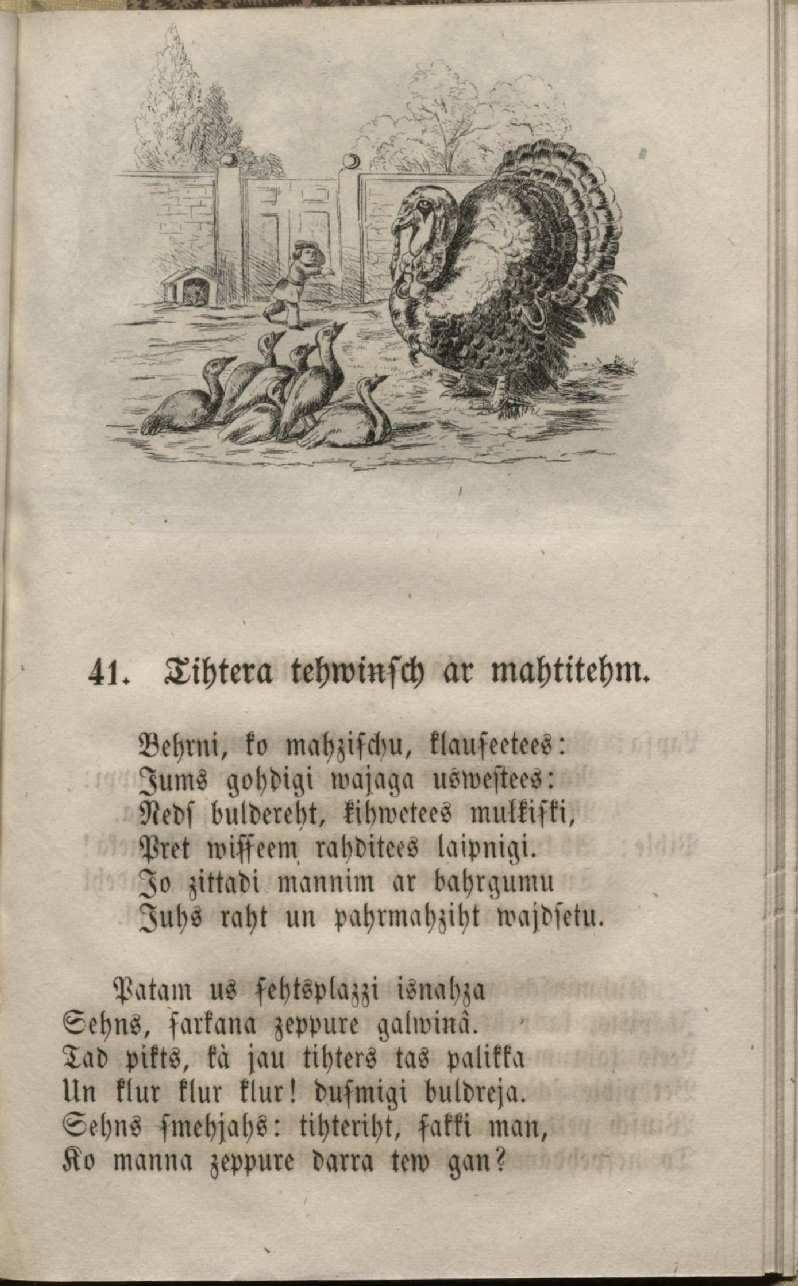 41. Tihtera tehwinsch ar mahtitehm.
Behrni, ko mahzischu, klauseetees:
Jums gohdigi wajaga uswestees:
Neds buldereht, kihwetees mulkiski,
Pret wisseem rahditees laipnigi.
Jo zittadi mannim ar bahrgumu
Juhs raht un pahrmahziht wajdsetu.
Patam us sehtsplazzi isnahza
Sehns, sarkana zeppure galwinâ.
Tad pikts, kà jau tihters tas palikka
Un klur klur klur! dusmigi buldreja.
Sehns smehjahs: tihteriht, sakki man,
Ko manna zeppure darra tew gan?